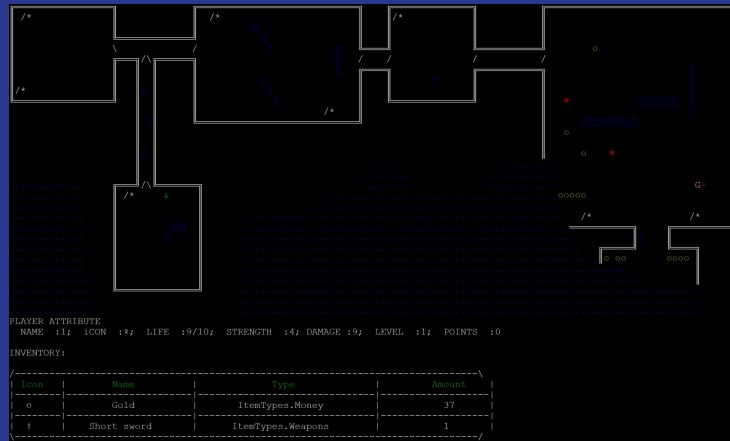 PLAYER ATTRIBUTE
NAME :1; iCON :♀; LIFE :9/10; STRENGTH :4; DAMAGE :9; LEVEL :1; POINTS :0
INVENTORY:
| Icon | Name | Type | Amount |
| o | Gold | ItemTypes.Money | 37 |
| † | Short sword | ItemTypes.Weapons | 1 |